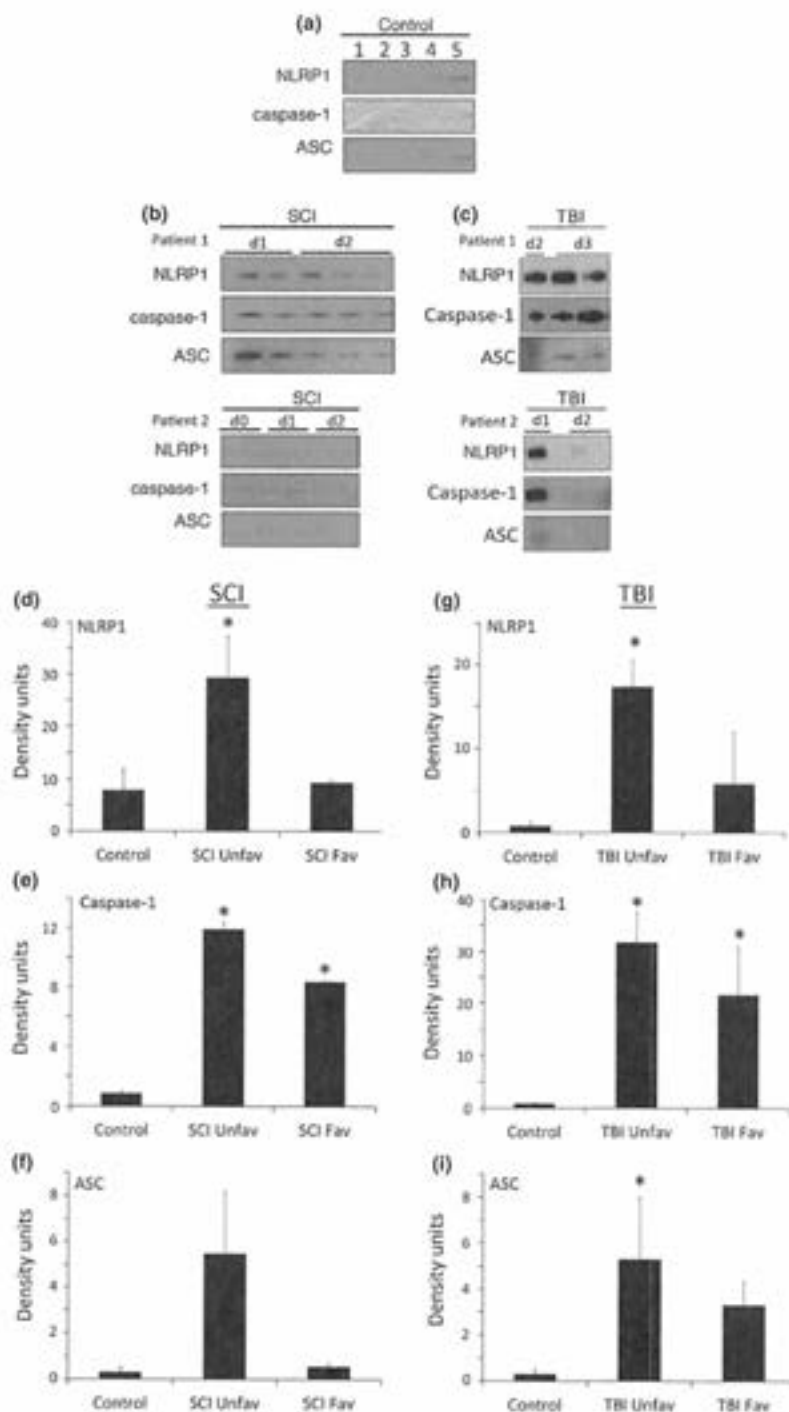 (a)
Control
1 2 3 4 5
NLRP1
caspase-1
ASC
(b)
SCI
Patient 1 d1 d2
NLRP1
caspase-1
ASC
SCI
Patient 2 d0 d1 d2
NLRP1
caspase-1
ASC
(c)
TBI
Patient 1 d2 d3
NLRP1
Caspase-1
ASC
TBI
Patient 2 d1 d2
NLRP1
Caspase-1
ASC
(d)
SCI
NLRP1
Density units
40
30
20
10
0
*
Control SCI Unfav SCI Fav
(e)
Caspase-1
Density units
12
8
4
0
* *
Control SCI Unfav SCI Fav
(f)
ASC
Density units
8
6
4
2
0
Control SCI Unfav SCI Fav
(g)
TBI
NLRP1
Density units
20
10
0
*
Control TBI Unfav TBI Fav
(h)
Caspase-1
Density units
40
30
20
10
0
* *
Control TBI Unfav TBI Fav
(i)
ASC
Density units
8
6
4
2
0
*
Control TBI Unfav TBI Fav